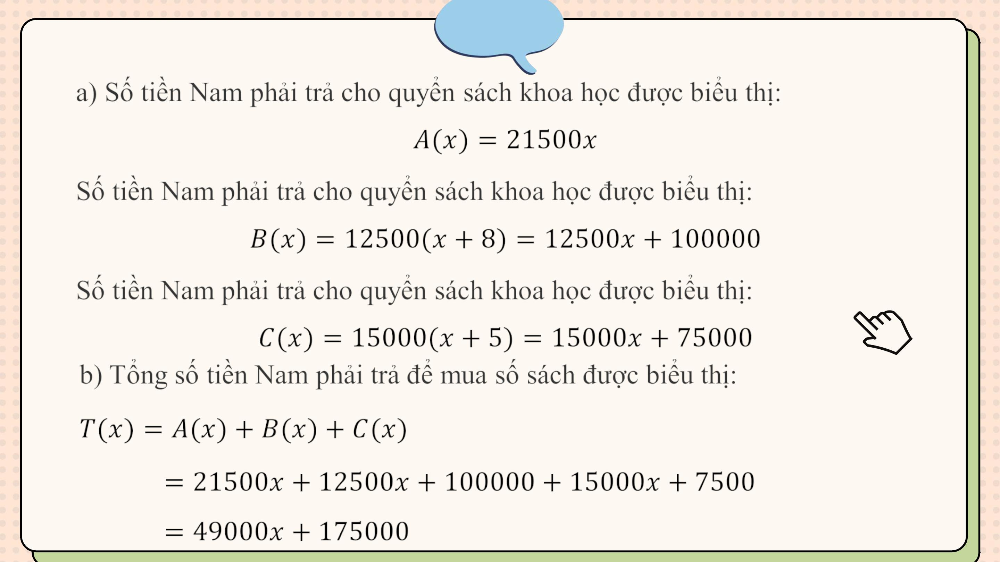 a) Số tiền Nam phải trả cho quyển sách khoa học được biểu thị:
A(x) = 21500x
Số tiền Nam phải trả cho quyển sách khoa học được biểu thị:
B(x) = 12500(x + 8) = 12500x + 100000
Số tiền Nam phải trả cho quyển sách khoa học được biểu thị:
C(x) = 15000(x + 5) = 15000x + 75000
b) Tổng số tiền Nam phải trả để mua số sách được biểu thị:
T(x) = A(x) + B(x) + C(x)
= 21500x + 12500x + 100000 + 15000x + 7500
= 49000x + 175000